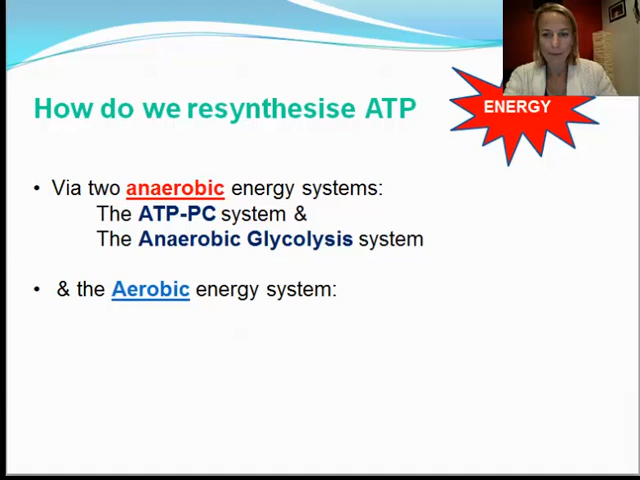 How do we resynthesise ATP
ENERGY
• Via two anaerobic energy systems:
The ATP-PC system &
The Anaerobic Glycolysis system
• & the Aerobic energy system: